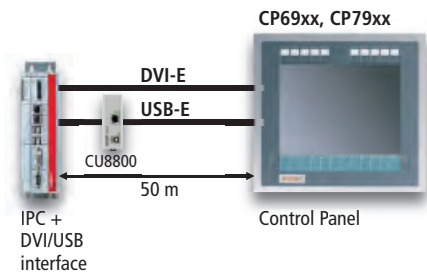 CP69xx, CP79xx
DVI-E
USB-E
CU8800
50 m
IPC +
DVI/USB
interface
Control Panel